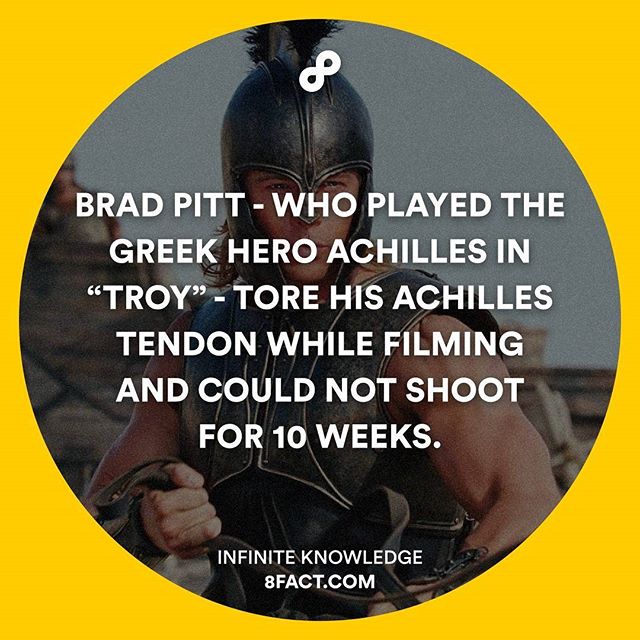 BRAD PITT - WHO PLAYED THE
GREEK HERO ACHILLES IN
“TROY” - TORE HIS ACHILLES
TENDON WHILE FILMING
AND COULD NOT SHOOT
FOR 10 WEEKS.
INFINITE KNOWLEDGE
8FACT.COM